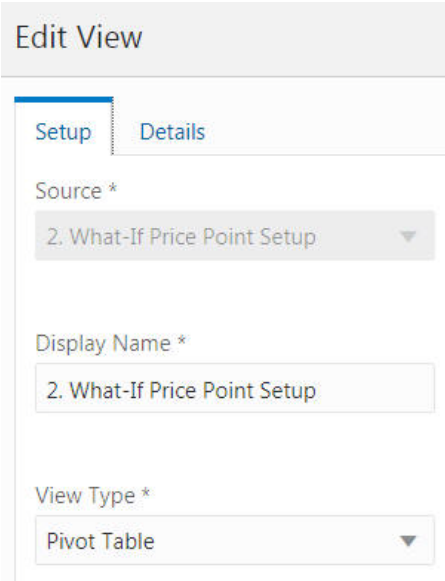 Edit View
Setup Details
Source *
2. What-If Price Point Setup
Display Name *
2. What-If Price Point Setup
View Type *
Pivot Table